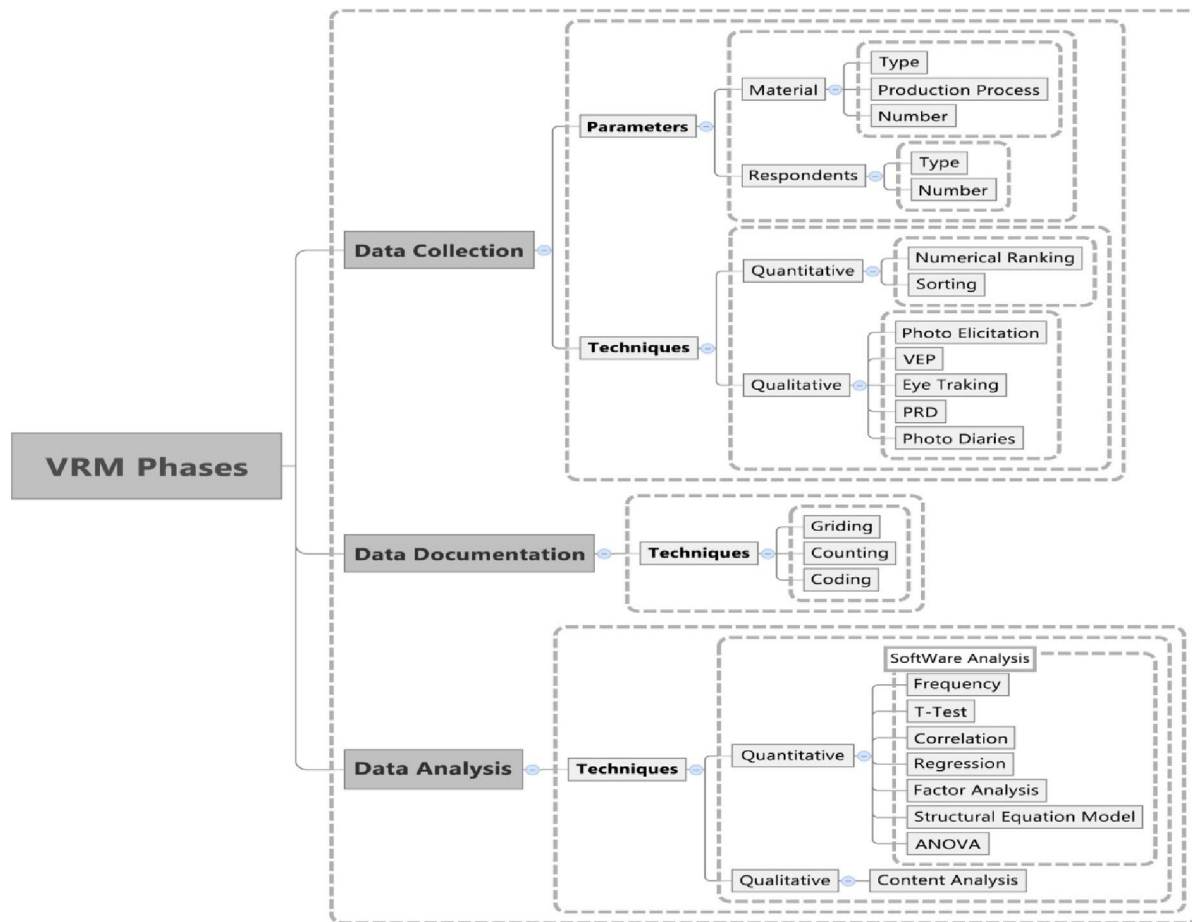 VRM Phases
Data Collection
Parameters
Material
Type
Production Process
Number
Respondents
Type
Number
Techniques
Quantitative
Numerical Ranking
Sorting
Qualitative
Photo Elicitation
VEP
Eye Traking
PRD
Photo Diaries
Data Documentation
Techniques
Griding
Counting
Coding
Data Analysis
Techniques
Quantitative
SoftWare Analysis
Frequency
T-Test
Correlation
Regression
Factor Analysis
Structural Equation Model
ANOVA
Qualitative
Content Analysis